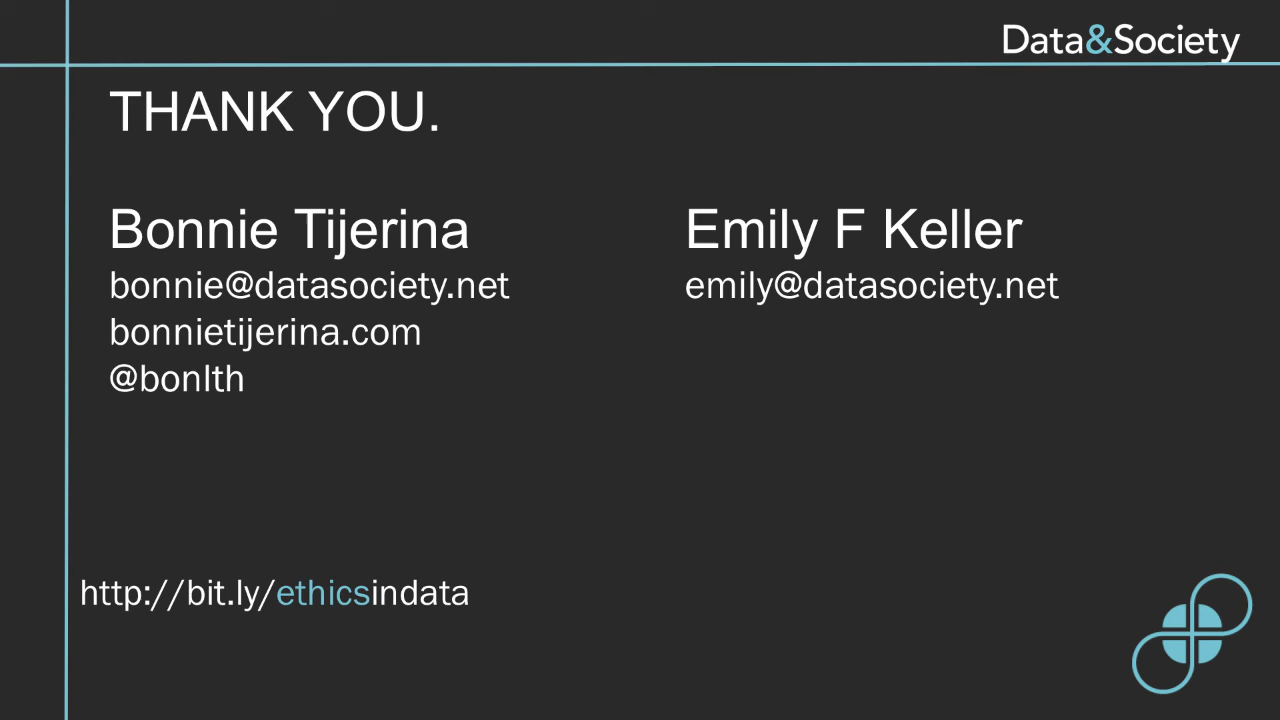 Data&Society
THANK YOU.
Bonnie Tijerina
bonnie@datasociety.net
bonnietijerina.com
@bonlth
Emily F Keller
emily@datasociety.net
http://bit.ly/ethicsindata